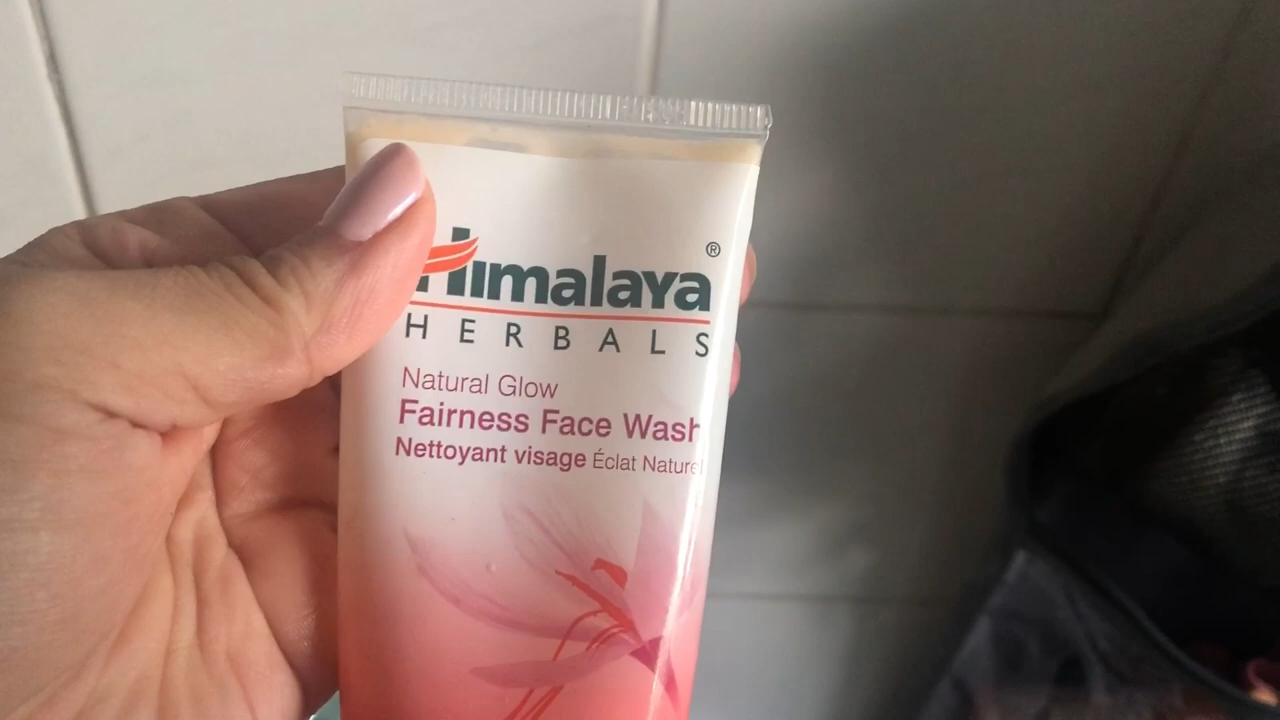 Himalaya®
HERBALS
Natural Glow
Fairness Face Wash
Nettoyant visage Éclat Naturel